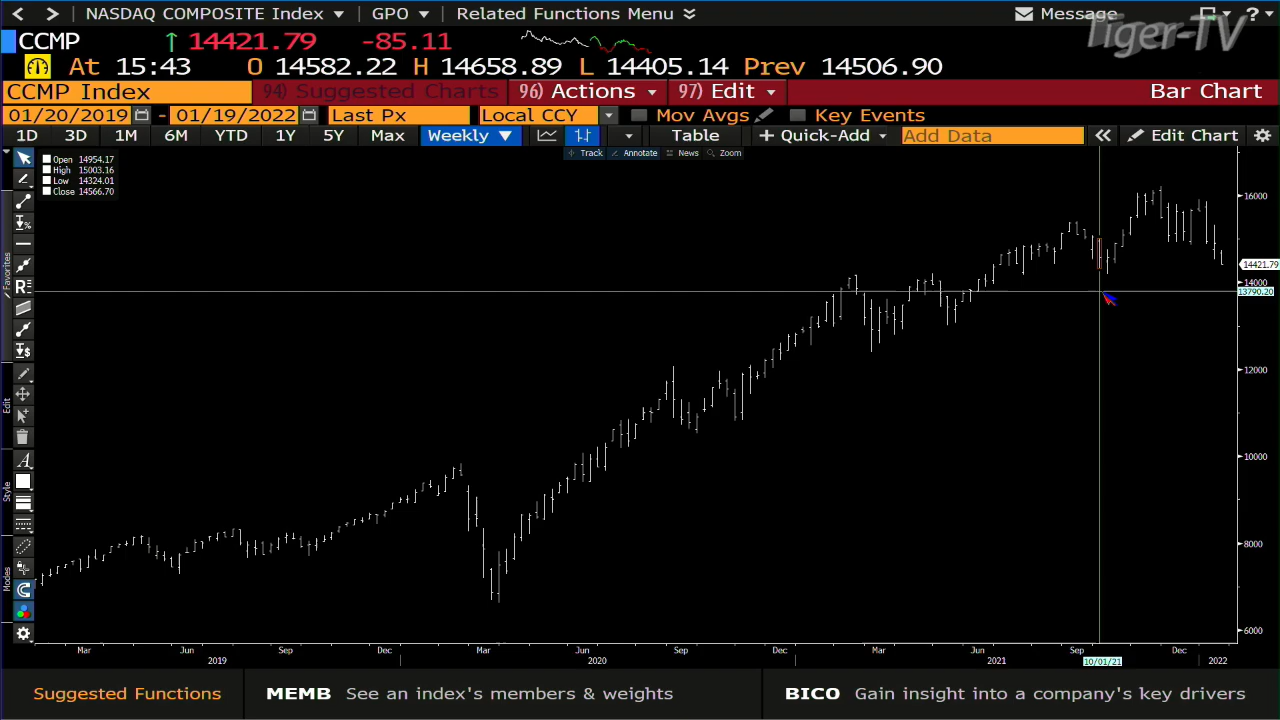 NASDAQ COMPOSITE Index GPO Related Functions Menu Message ?
Tiger-TV
CCMP ↑ 14421.79 -85.11
At 15:43 O 14582.22 H 14658.89 L 14405.14 Prev 14506.90
CCMP Index 94) Suggested Charts 96) Actions 97) Edit Bar Chart
01/20/2019 - 01/19/2022 Last Px Local CCY Mov Avgs Key Events
1D 3D 1M 6M YTD 1Y 5Y Max Weekly ▼ Table + Quick-Add Add Data « Edit Chart
Track Annotate News Zoom
Open 14954.17
High 15003.16
Low 14324.01
Close 14566.70
Favorites
Edit
Style
Modes
16000
14421.79
14000
13790.20
12000
10000
8000
6000
Mar Jun Sep Dec Mar Jun Sep Dec Mar Jun Sep Dec
2019 2020 2021 10/01/21 2022
Suggested Functions MEMB See an index's members & weights BICO Gain insight into a company's key drivers